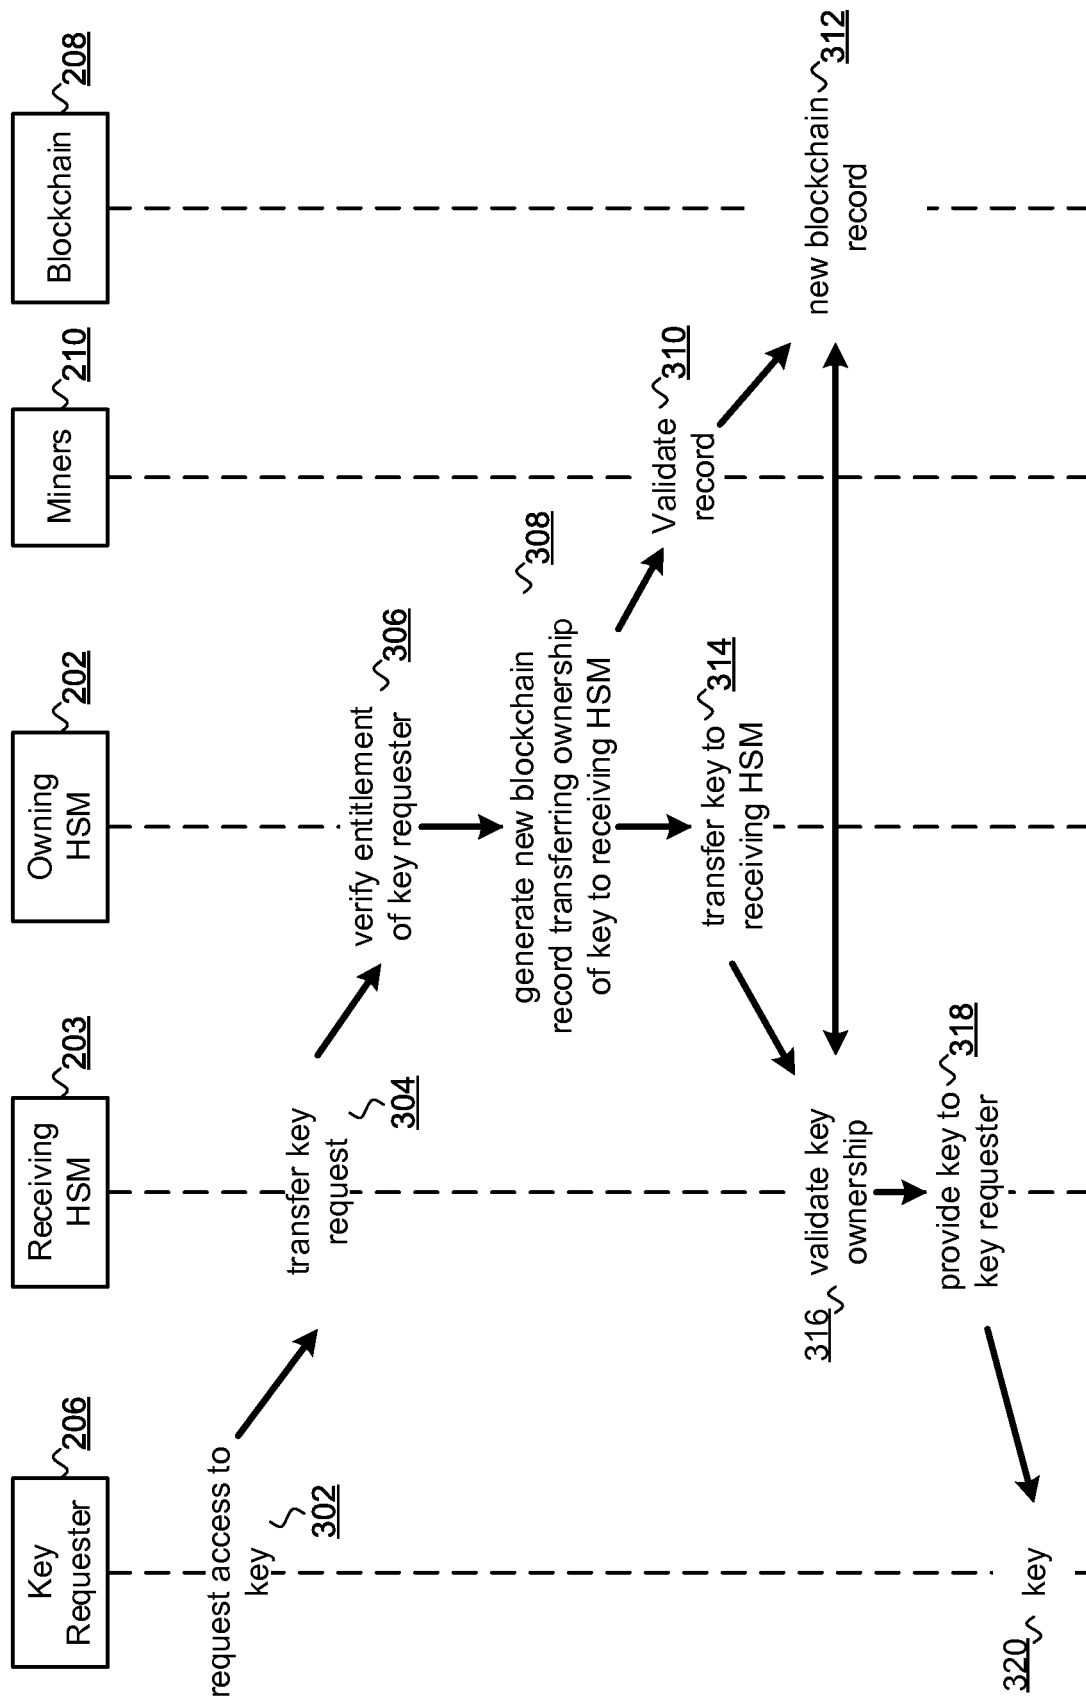 Key
Requester
206
Receiving
HSM
203
Owning
HSM
202
Miners
210
Blockchain
208
request access to
key
302
transfer key
request
304
verify entitlement
of key requester
306
generate new blockchain
record transferring ownership
of key to receiving HSM
308
Validate
record
310
transfer key to
receiving HSM
314
new blockchain
record
312
validate key
ownership
316
provide key to
key requester
318
key
320